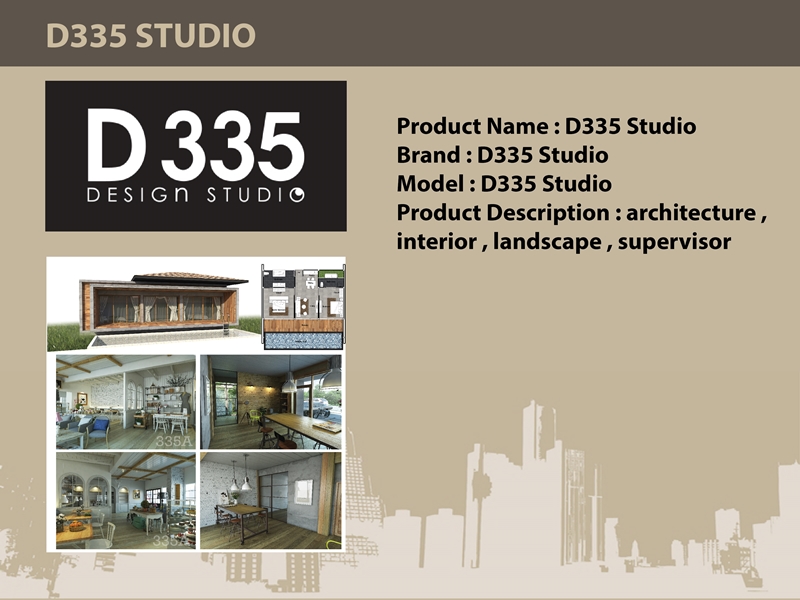 D335 STUDIO
D335
DESIGN STUDIO
Product Name : D335 Studio
Brand : D335 Studio
Model : D335 Studio
Product Description : architecture ,
interior , landscape , supervisor
335A
335A